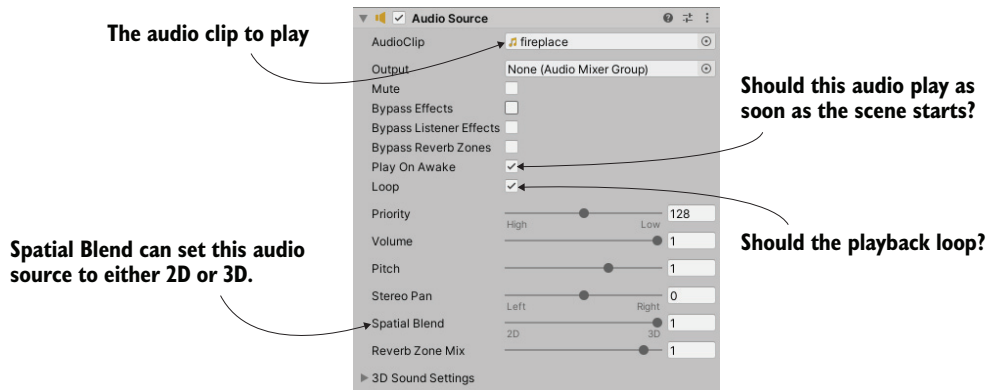 Audio Source
The audio clip to play
AudioClip
fireplace
Output
None (Audio Mixer Group)
Mute
Bypass Effects
Bypass Listener Effects
Bypass Reverb Zones
Play On Awake
Loop
Should this audio play as
soon as the scene starts?
Priority
128
High
Low
Volume
1
Should the playback loop?
Spatial Blend can set this audio
source to either 2D or 3D.
Pitch
1
Stereo Pan
0
Left
Right
Spatial Blend
1
2D
3D
Reverb Zone Mix
1
3D Sound Settings